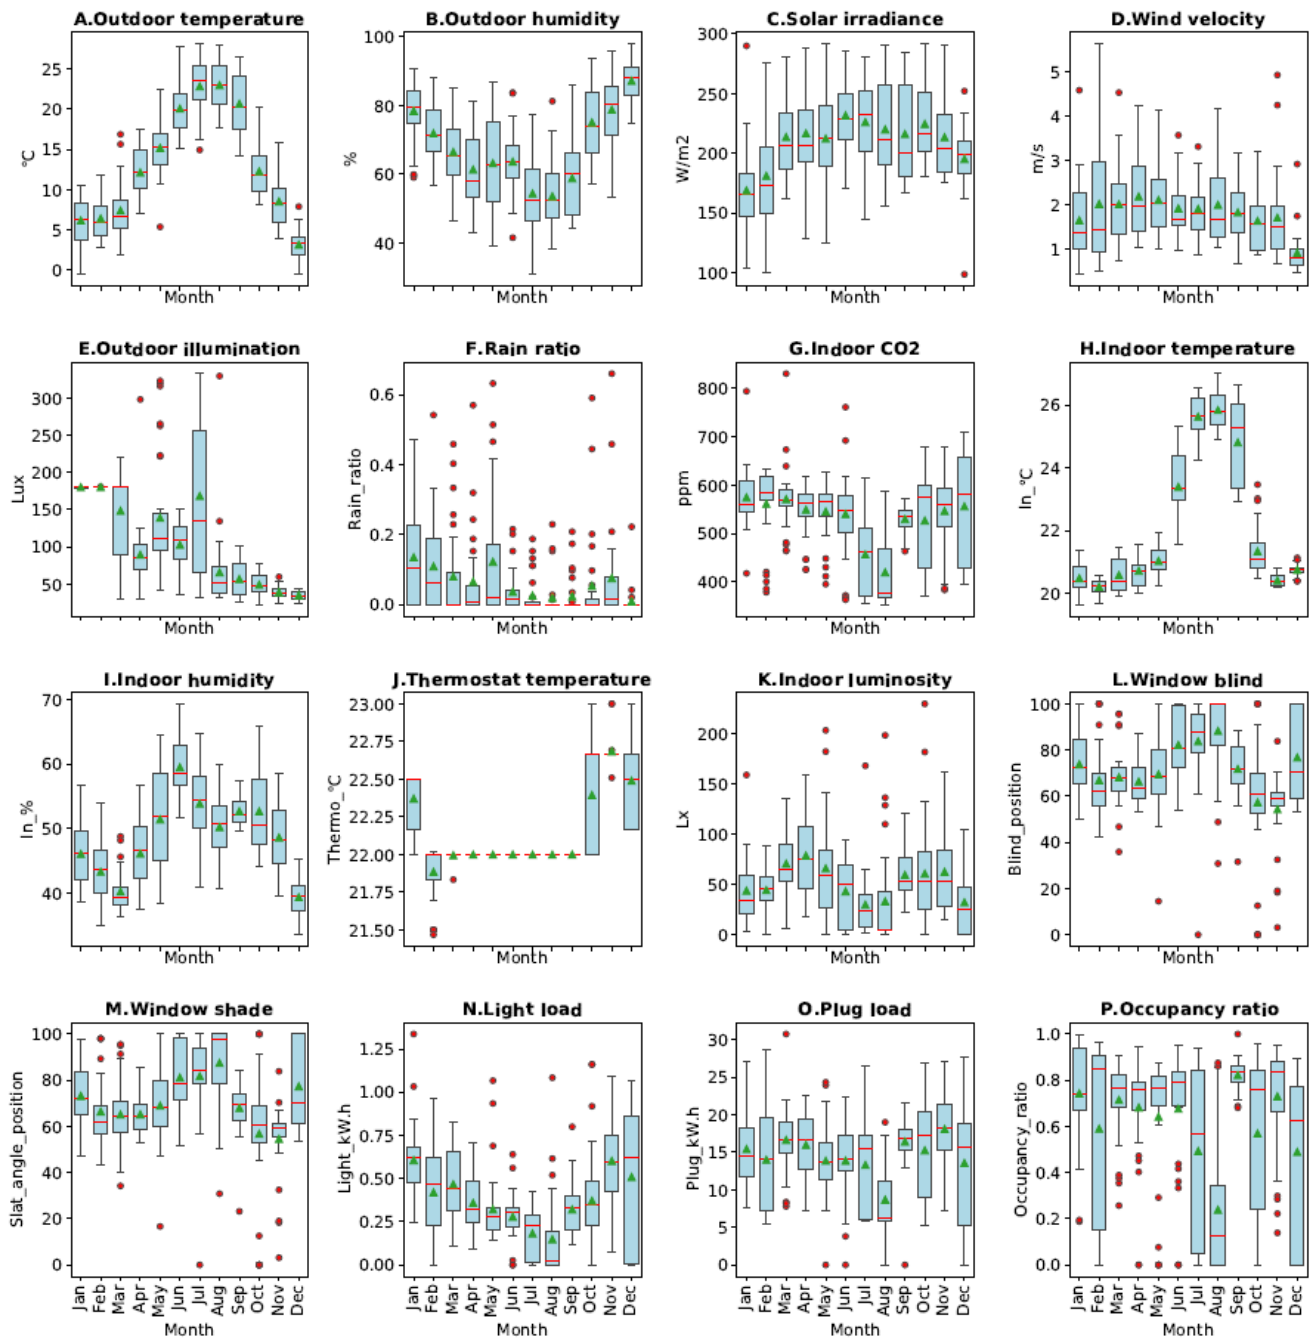 A.Outdoor temperature
B.Outdoor humidity
C.Solar irradiance
D.Wind velocity
°C
25
20
15
10
5
0
Month
%
100
80
60
40
Month
W/m2
300
250
200
150
100
Month
m/s
5
4
3
2
1
Month
E.Outdoor illumination
F.Rain ratio
G.Indoor CO2
H.Indoor temperature
Lux
300
250
200
150
100
50
Month
Rain_ratio
0.6
0.4
0.2
0.0
Month
ppm
800
700
600
500
400
Month
In_°C
26
24
22
20
Month
I.Indoor humidity
J.Thermostat temperature
K.Indoor luminosity
L.Window blind
In_%
70
60
50
40
Month
Thermo_°C
23.00
22.75
22.50
22.25
22.00
21.75
21.50
Month
Lx
200
150
100
50
0
Month
Blind_position
100
80
60
40
20
0
Month
M.Window shade
N.Light load
O.Plug load
P.Occupancy ratio
Slat_angle_position
100
80
60
40
20
0
Jan Feb Mar Apr May Jun Jul Aug Sep Oct Nov Dec
Month
Light_kW.h
1.25
1.00
0.75
0.50
0.25
0.00
Jan Feb Mar Apr May Jun Jul Aug Sep Oct Nov Dec
Month
Plug_kW.h
30
25
20
15
10
5
0
Jan Feb Mar Apr May Jun Jul Aug Sep Oct Nov Dec
Month
Occupancy_ratio
1.0
0.8
0.6
0.4
0.2
0.0
Jan Feb Mar Apr May Jun Jul Aug Sep Oct Nov Dec
Month